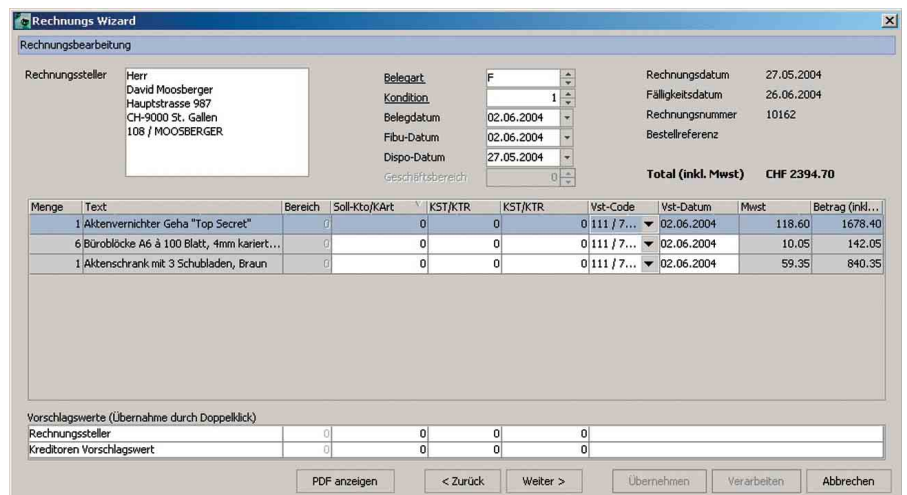 Rechnungs Wizard
Rechnungsbearbeitung
Rechnungssteller
Herr
David Moosberger
Hauptstrasse 987
CH-9000 St. Gallen
108 / MOOSBERGER
Belegart F
Kondition 1
Belegdatum 02.06.2004
Fibu-Datum 02.06.2004
Dispo-Datum 27.05.2004
Geschäftsbereich 0
Rechnungsdatum 27.05.2004
Fälligkeitsdatum 26.06.2004
Rechnungsnummer 10162
Bestellreferenz
Total (inkl. Mwst) CHF 2394.70
Menge Text Bereich Soll-Kto/KArt KST/KTR KST/KTR Vst-Code Vst-Datum Mwst Betrag (inkl...
1 Aktenvernichter Geha "Top Secret" 0 0 0 0 111 / 7... 02.06.2004 118.60 1678.40
6 Büroblöcke A6 à 100 Blatt, 4mm kariert... 0 0 0 0 111 / 7... 02.06.2004 10.05 142.05
1 Aktenschrank mit 3 Schubladen, Braun 0 0 0 0 111 / 7... 02.06.2004 59.35 840.35
Vorschlagswerte (Übernahme durch Doppelklick)
Rechnungssteller 0 0 0 0
Kreditoren Vorschlagswert 0 0 0 0
PDF anzeigen < Zurück Weiter > Übernehmen Verarbeiten Abbrechen